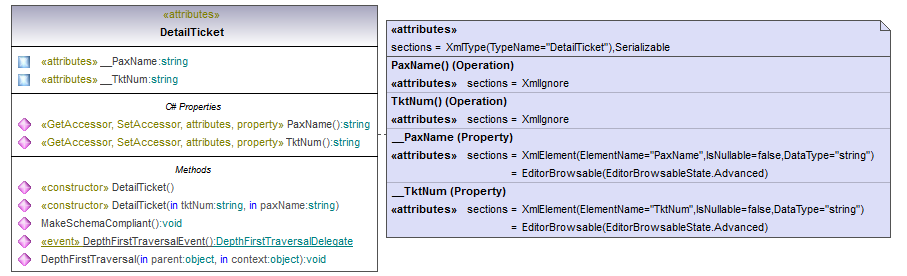 «attributes»
DetailTicket
«attributes» __PaxName:string
«attributes» __TktNum:string
C# Properties
«GetAccessor, SetAccessor, attributes, property» PaxName():string
«GetAccessor, SetAccessor, attributes, property» TktNum():string
Methods
«constructor» DetailTicket()
«constructor» DetailTicket(in tktNum:string, in paxName:string)
MakeSchemaCompliant():void
«event» DepthFirstTraversalEvent():DepthFirstTraversalDelegate
DepthFirstTraversal(in parent:object, in context:object):void
«attributes»
sections = XmlType(TypeName="DetailTicket"),Serializable
PaxName() (Operation)
«attributes» sections = XmlIgnore
TktNum() (Operation)
«attributes» sections = XmlIgnore
__PaxName (Property)
«attributes» sections = XmlElement(ElementName="PaxName",IsNullable=false,DataType="string")
= EditorBrowsable(EditorBrowsableState.Advanced)
__TktNum (Property)
«attributes» sections = XmlElement(ElementName="TktNum",IsNullable=false,DataType="string")
= EditorBrowsable(EditorBrowsableState.Advanced)